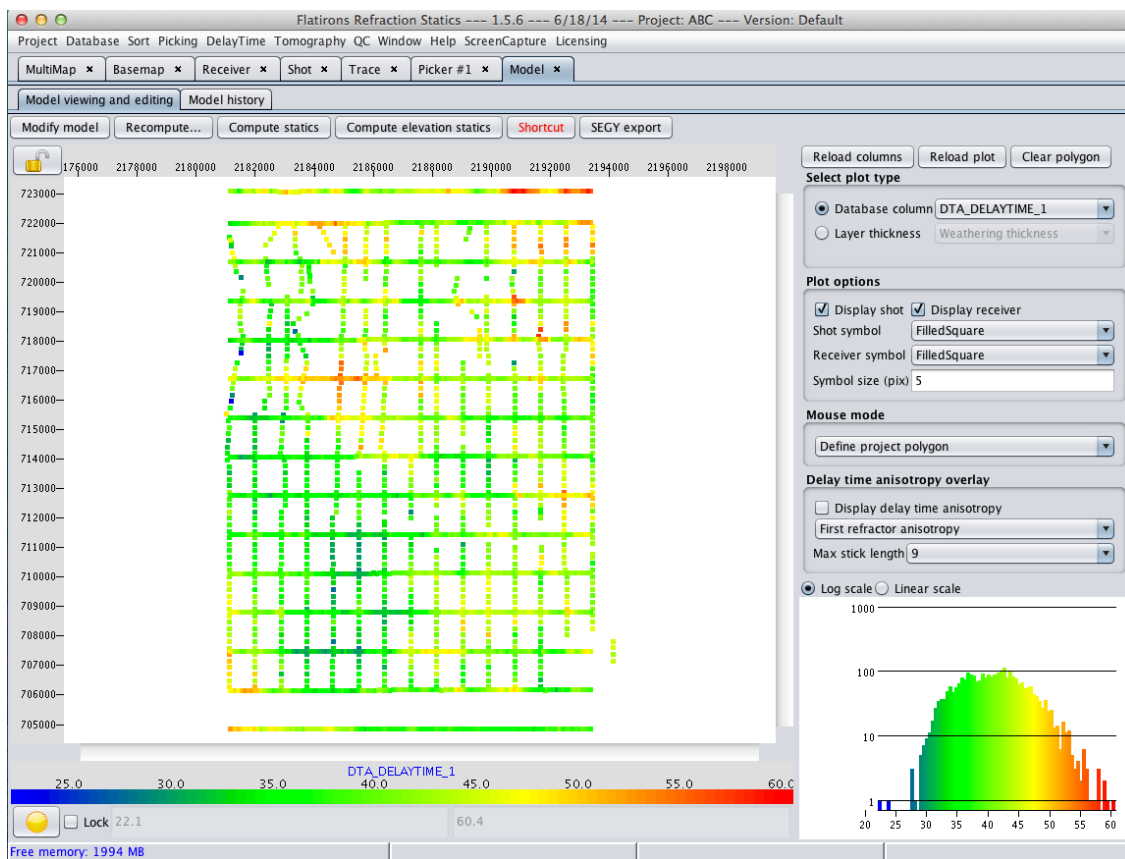 Flatirons Refraction Statics --- 1.5.6 --- 6/18/14 --- Project: ABC --- Version: Default
Project Database Sort Picking DelayTime Tomography QC Window Help ScreenCapture Licensing
MultiMap × Basemap × Receiver × Shot × Trace × Picker #1 × Model ×
Model viewing and editing Model history
Modify model Recompute... Compute statics Compute elevation statics Shortcut SEGY export
2176000 2178000 2180000 2182000 2184000 2186000 2188000 2190000 2192000 2194000 2196000 2198000
723000
722000
721000
720000
719000
718000
717000
716000
715000
714000
713000
712000
711000
710000
709000
708000
707000
706000
705000
DTA_DELAYTIME_1
25.0 30.0 35.0 40.0 45.0 50.0 55.0 60.0
Lock 22.1 60.4
Free memory: 1994 MB
Reload columns Reload plot Clear polygon
Select plot type
Database column DTA_DELAYTIME_1
Layer thickness Weathering thickness
Plot options
Display shot Display receiver
Shot symbol FilledSquare
Receiver symbol FilledSquare
Symbol size (pix) 5
Mouse mode
Define project polygon
Delay time anisotropy overlay
Display delay time anisotropy
First refractor anisotropy
Max stick length 9
Log scale Linear scale
1000
100
10
1
20 25 30 35 40 45 50 55 60